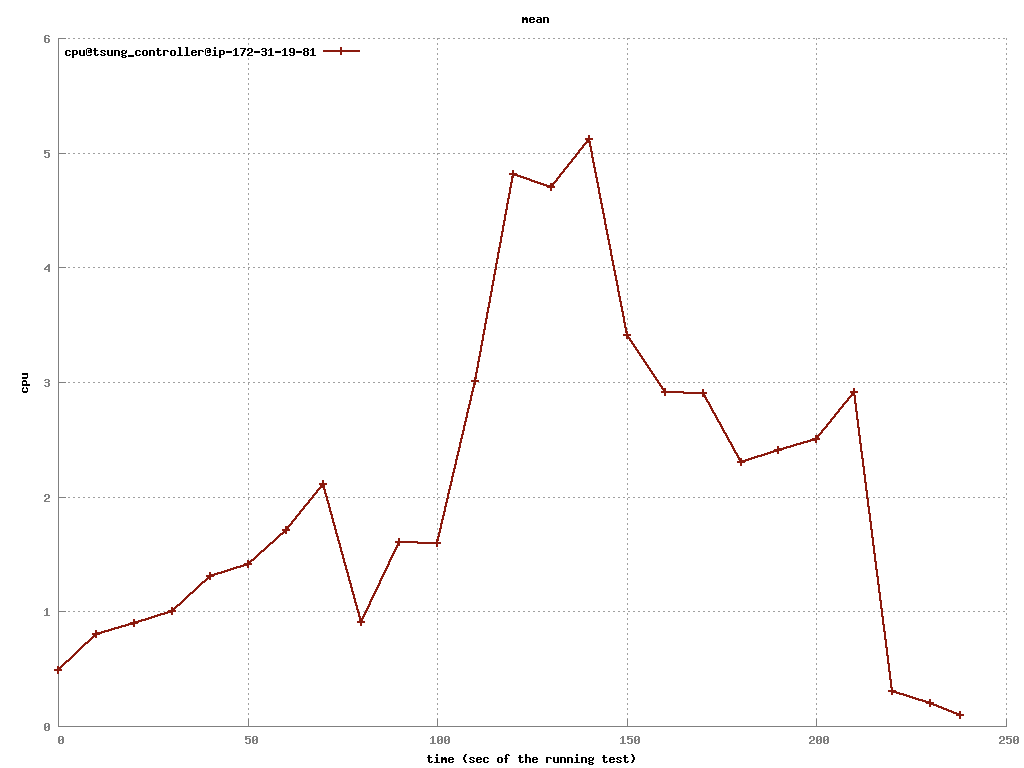 mean
6
cpu@tsung_controller@ip-172-31-19-81
5
4
3
cpu
2
1
0
0 50 100 150 200 250
time (sec of the running test)